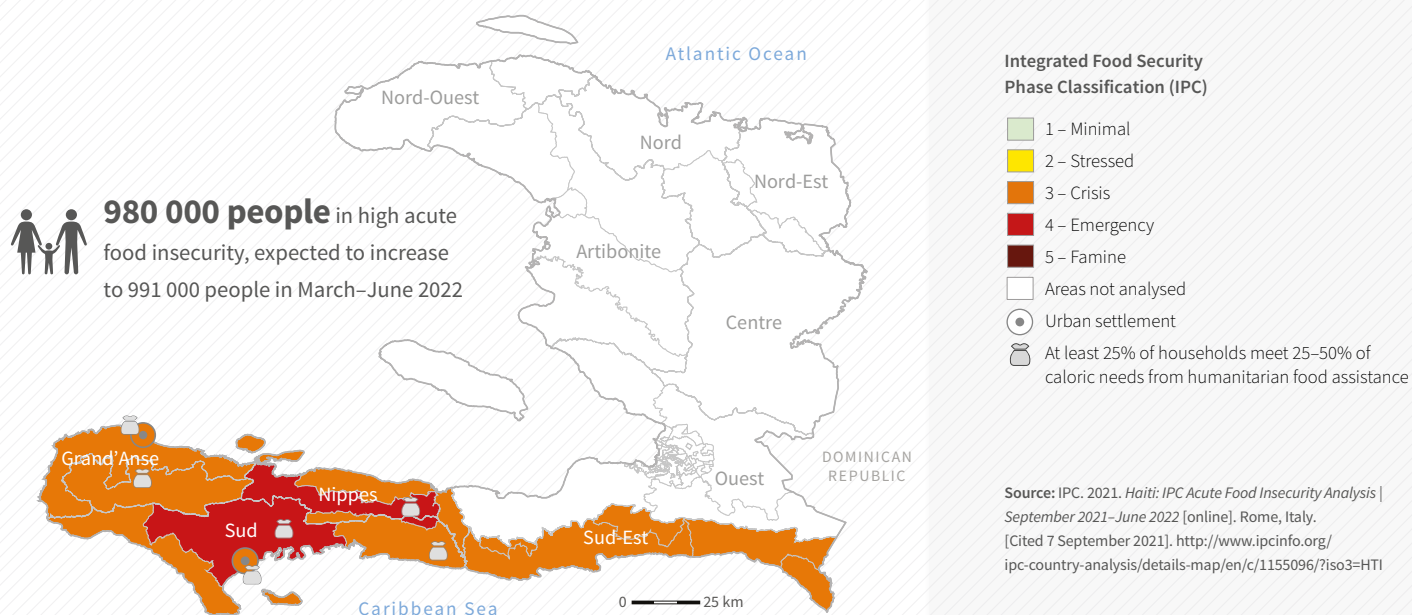 Atlantic Ocean
Nord-Ouest
Nord
Nord-Est
980 000 people in high acute
food insecurity, expected to increase
to 991 000 people in March–June 2022
Artibonite
Centre
Grand’Anse
Nippes
Sud
Sud-Est
Ouest
DOMINICAN
REPUBLIC
Caribbean Sea
0 25 km
Integrated Food Security
Phase Classification (IPC)
1 – Minimal
2 – Stressed
3 – Crisis
4 – Emergency
5 – Famine
Areas not analysed
Urban settlement
At least 25% of households meet 25–50% of
caloric needs from humanitarian food assistance
Source: IPC. 2021. Haiti: IPC Acute Food Insecurity Analysis |
September 2021–June 2022 [online]. Rome, Italy.
[Cited 7 September 2021]. http://www.ipcinfo.org/
ipc-country-analysis/details-map/en/c/1155096/?iso3=HTI